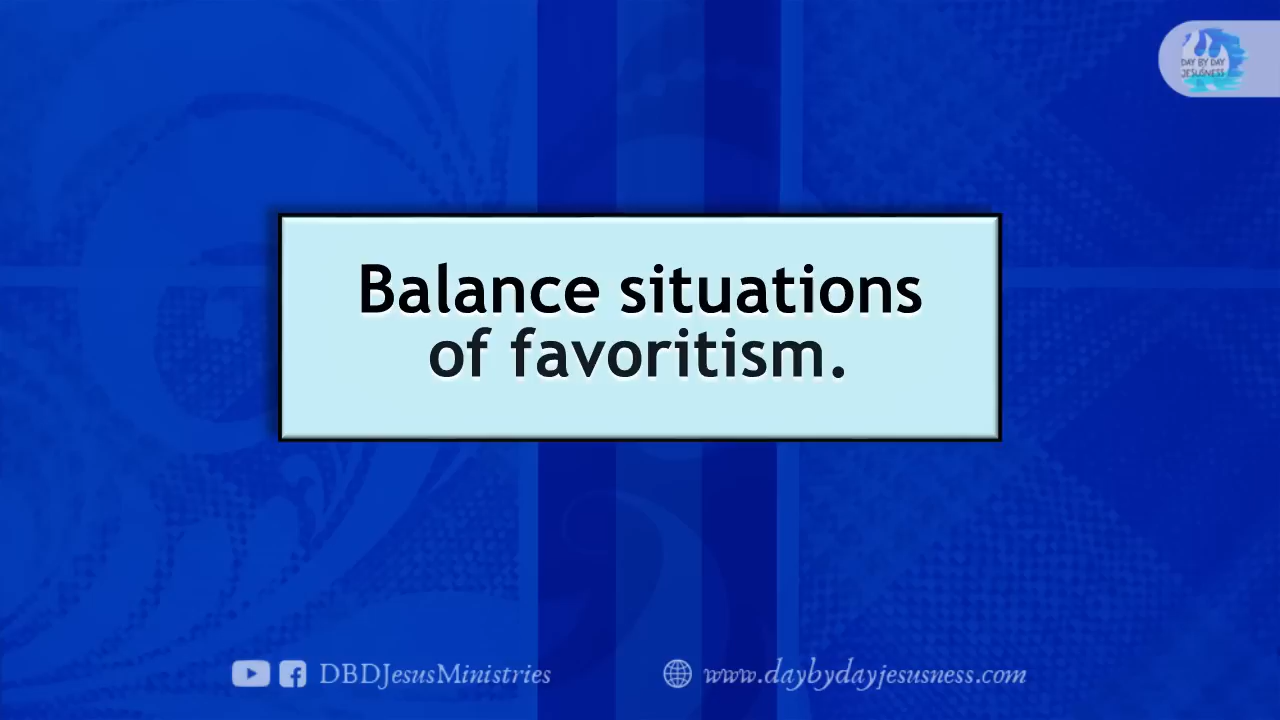 DAY BY DAY
JESUSNESS
Balance situations
of favoritism.
DBDJesusMinistries
www.daybydayjesusness.com